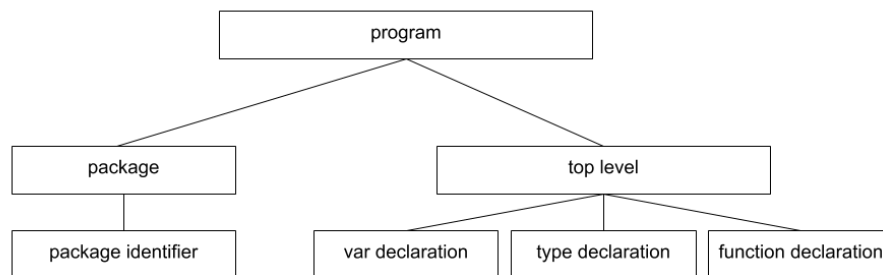 program
package
top level
package identifier
var declaration
type declaration
function declaration